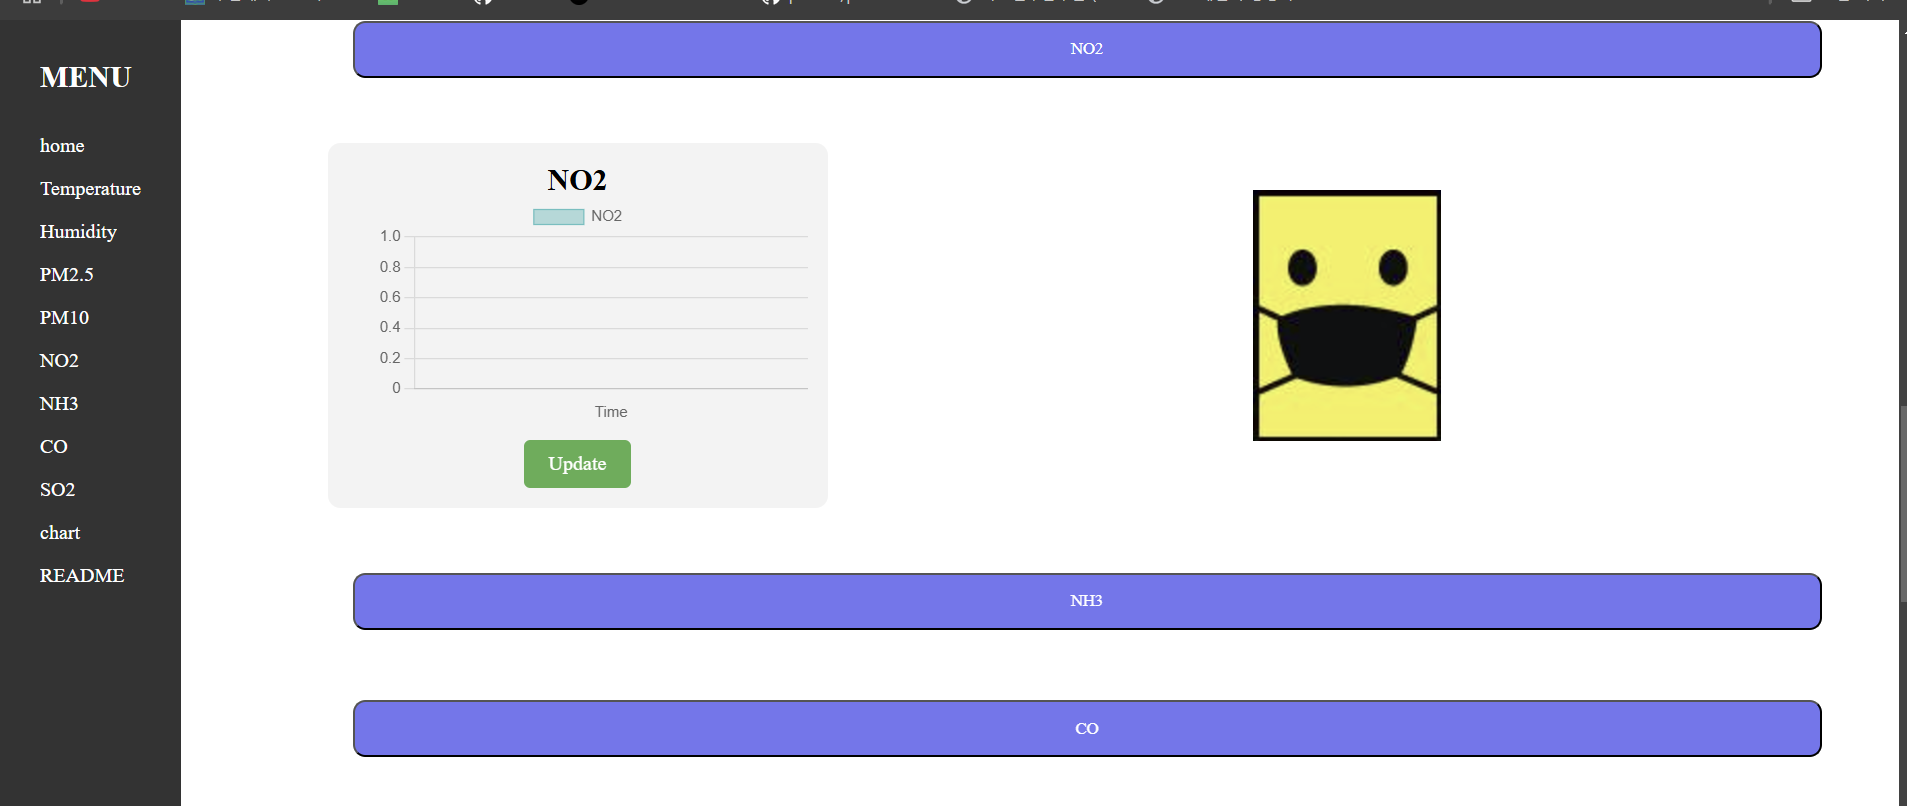 MENU
home
Temperature
Humidity
PM2.5
PM10
NO2
NH3
CO
SO2
chart
README
NO2
NO2
NO2
1.0
0.8
0.6
0.4
0.2
0
Time
Update
NH3
CO